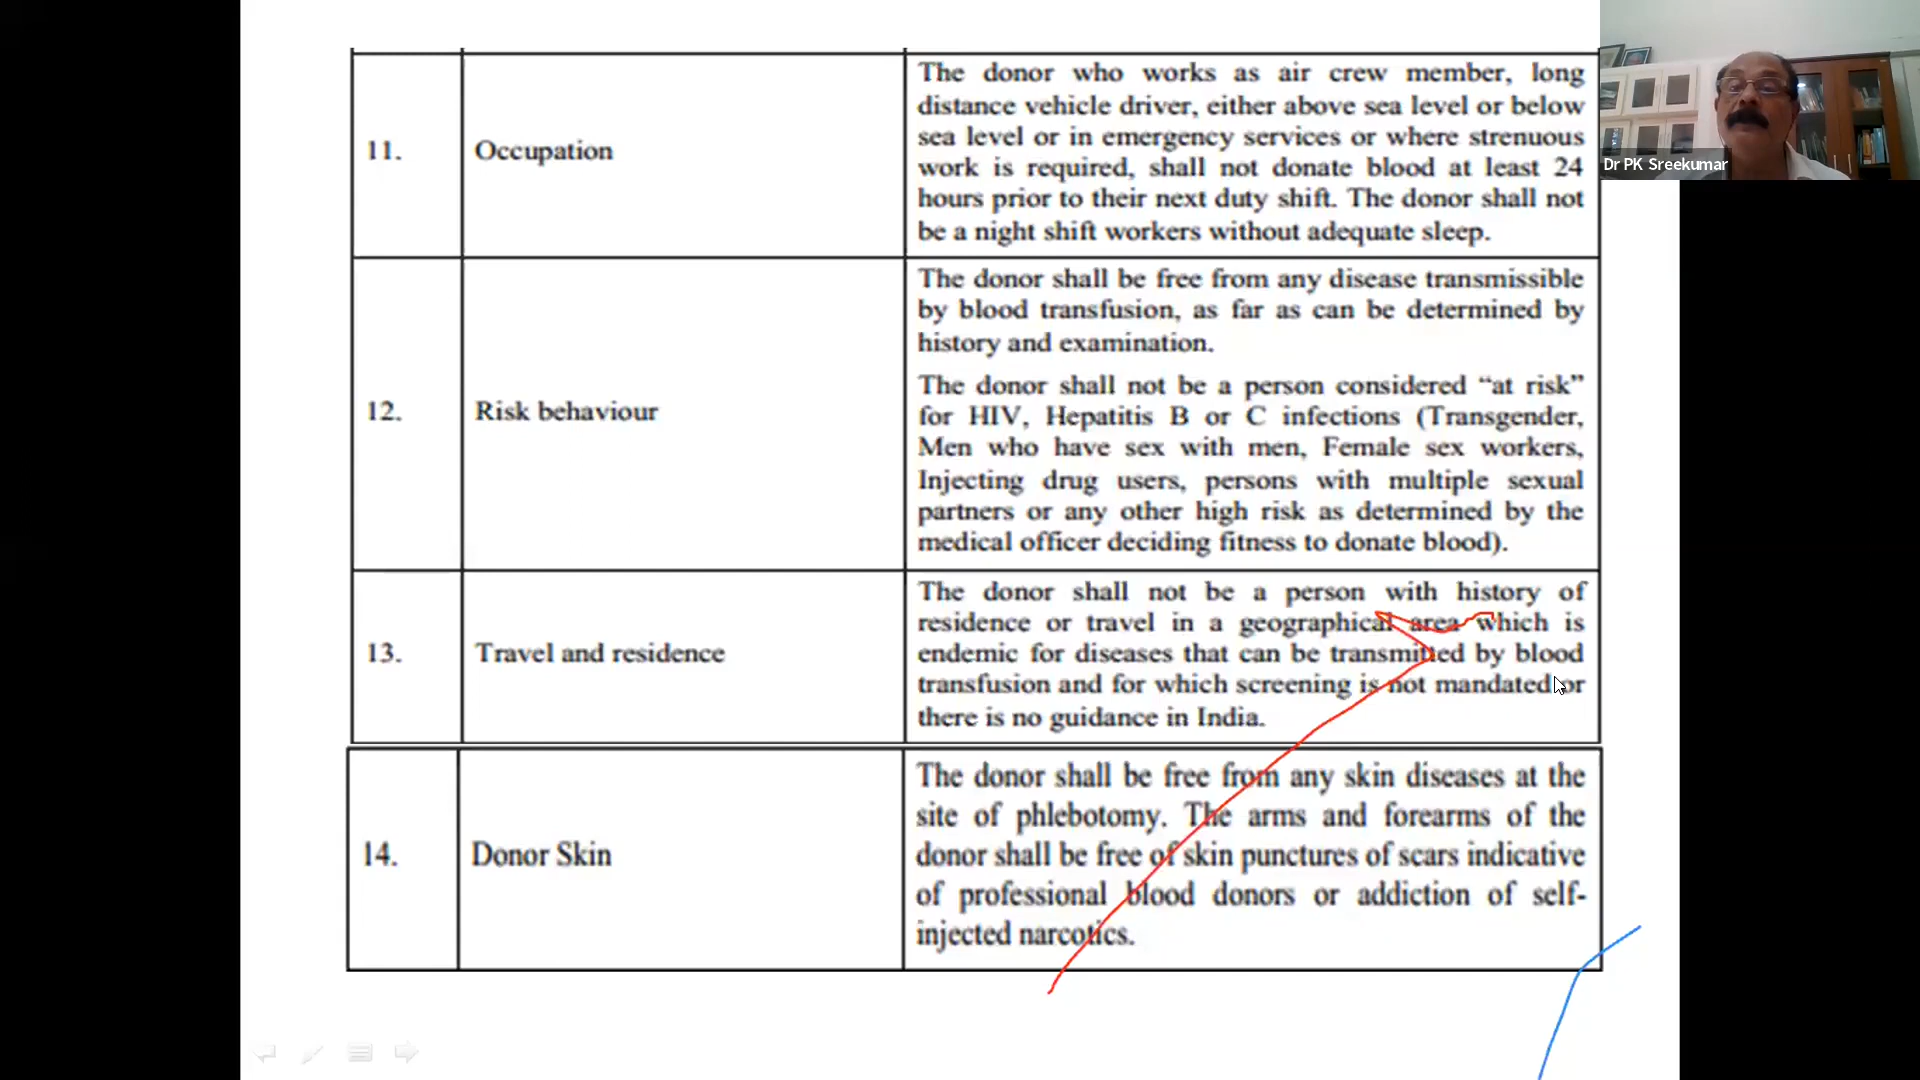 11.
Occupation
The donor who works as air crew member, long
distance vehicle driver, either above sea level or below
sea level or in emergency services or where strenuous
work is required, shall not donate blood at least 24
hours prior to their next duty shift. The donor shall not
be a night shift workers without adequate sleep.
12.
Risk behaviour
The donor shall be free from any disease transmissible
by blood transfusion, as far as can be determined by
history and examination.
The donor shall not be a person considered “at risk”
for HIV, Hepatitis B or C infections (Transgender,
Men who have sex with men, Female sex workers,
Injecting drug users, persons with multiple sexual
partners or any other high risk as determined by the
medical officer deciding fitness to donate blood).
13.
Travel and residence
The donor shall not be a person with history of
residence or travel in a geographical area which is
endemic for diseases that can be transmitted by blood
transfusion and for which screening is not mandated or
there is no guidance in India.
14.
Donor Skin
The donor shall be free from any skin diseases at the
site of phlebotomy. The arms and forearms of the
donor shall be free of skin punctures of scars indicative
of professional blood donors or addiction of self-
injected narcotics.
Dr PK Sreekumar